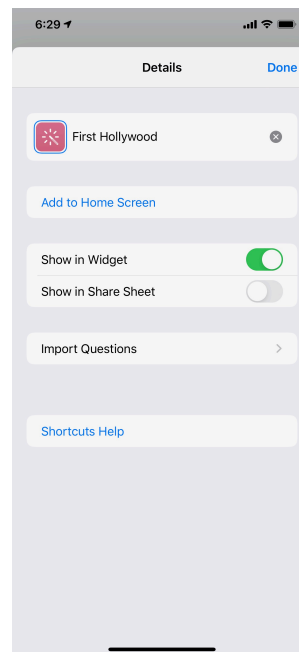 6:29
Details
Done
First Hollywood
Add to Home Screen
Show in Widget
Show in Share Sheet
Import Questions
Shortcuts Help